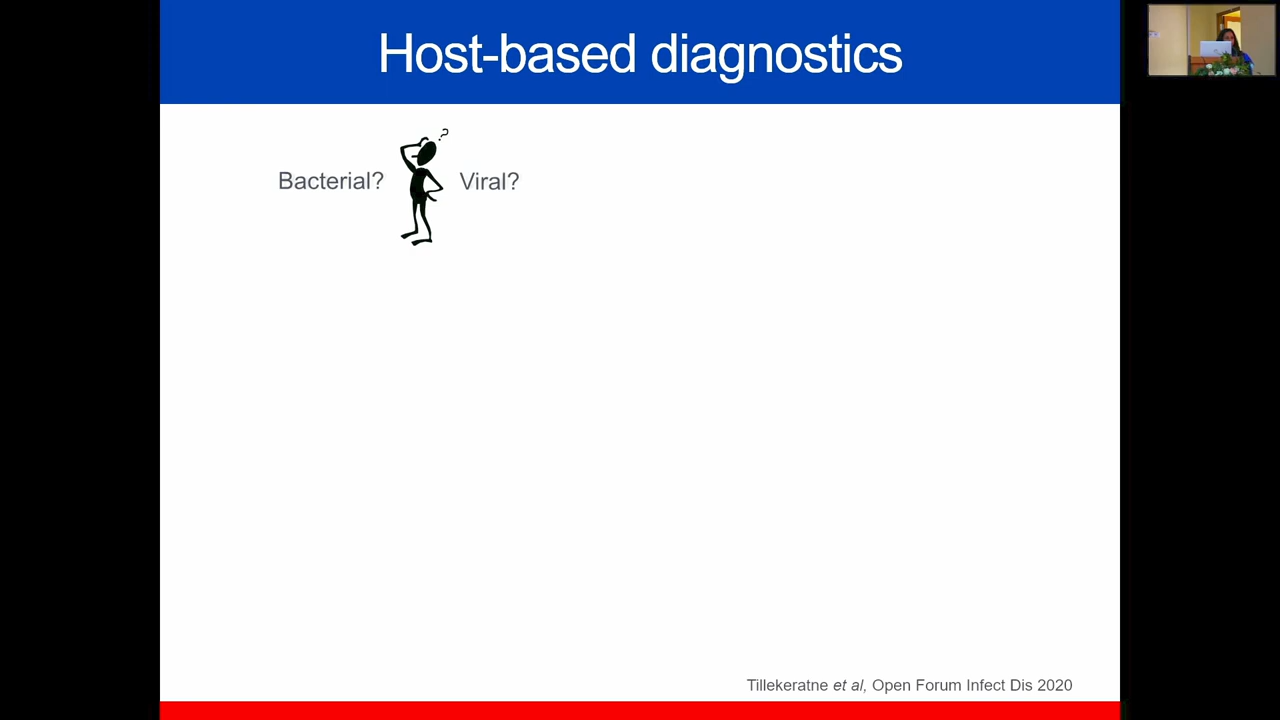 Host-based diagnostics
?
Bacterial? Viral?
Tillekeratne et al, Open Forum Infect Dis 2020